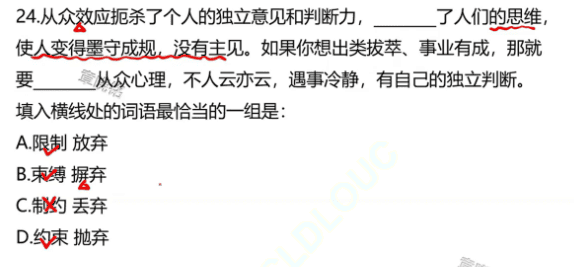 24.从众效应扼杀了个人的独立意见和判断力，________了人们的思维，
使人变得墨守成规，没有主见。如果你想出类拔萃、事业有成，那就
要________从众心理，不人云亦云，遇事冷静，有自己的独立判断。
填入横线处的词语最恰当的一组是：
A.限制 放弃
B.束缚 摒弃
C.制约 丢弃
D.约束 抛弃